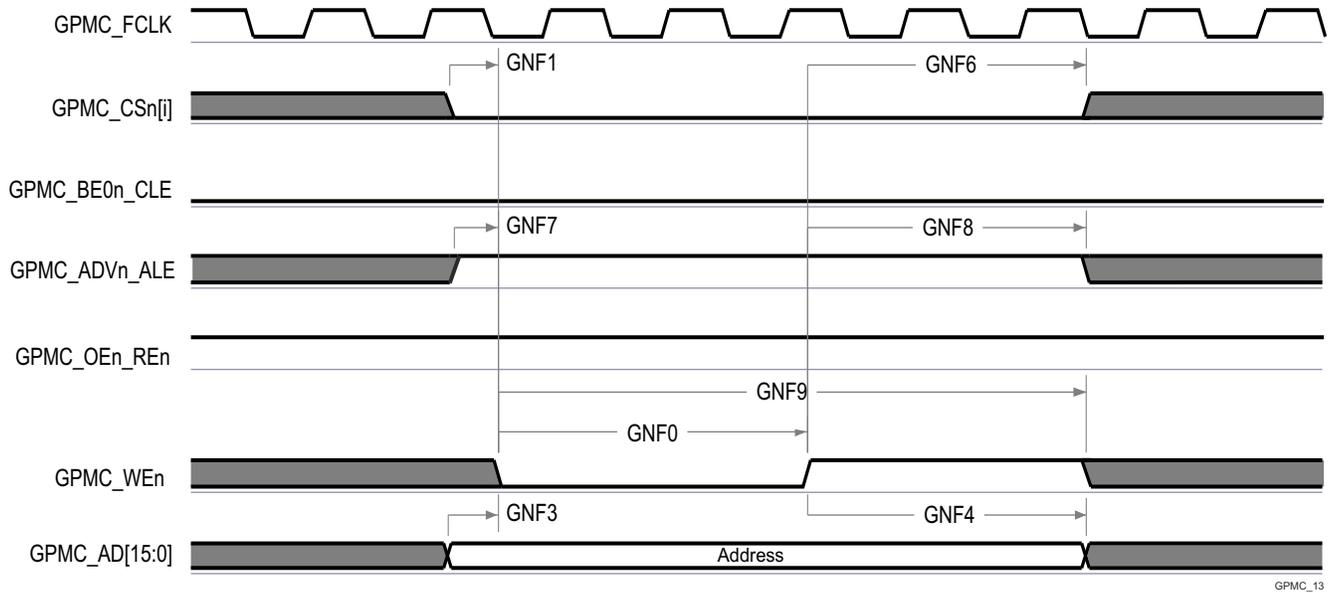 GPMC_FCLK
GNF1
GNF6
GPMC_CSn[i]
GPMC_BE0n_CLE
GNF7
GNF8
GPMC_ADVn_ALE
GPMC_OEn_REn
GNF9
GNF0
GPMC_WEn
GNF3
GNF4
GPMC_AD[15:0]
Address
GPMC_13